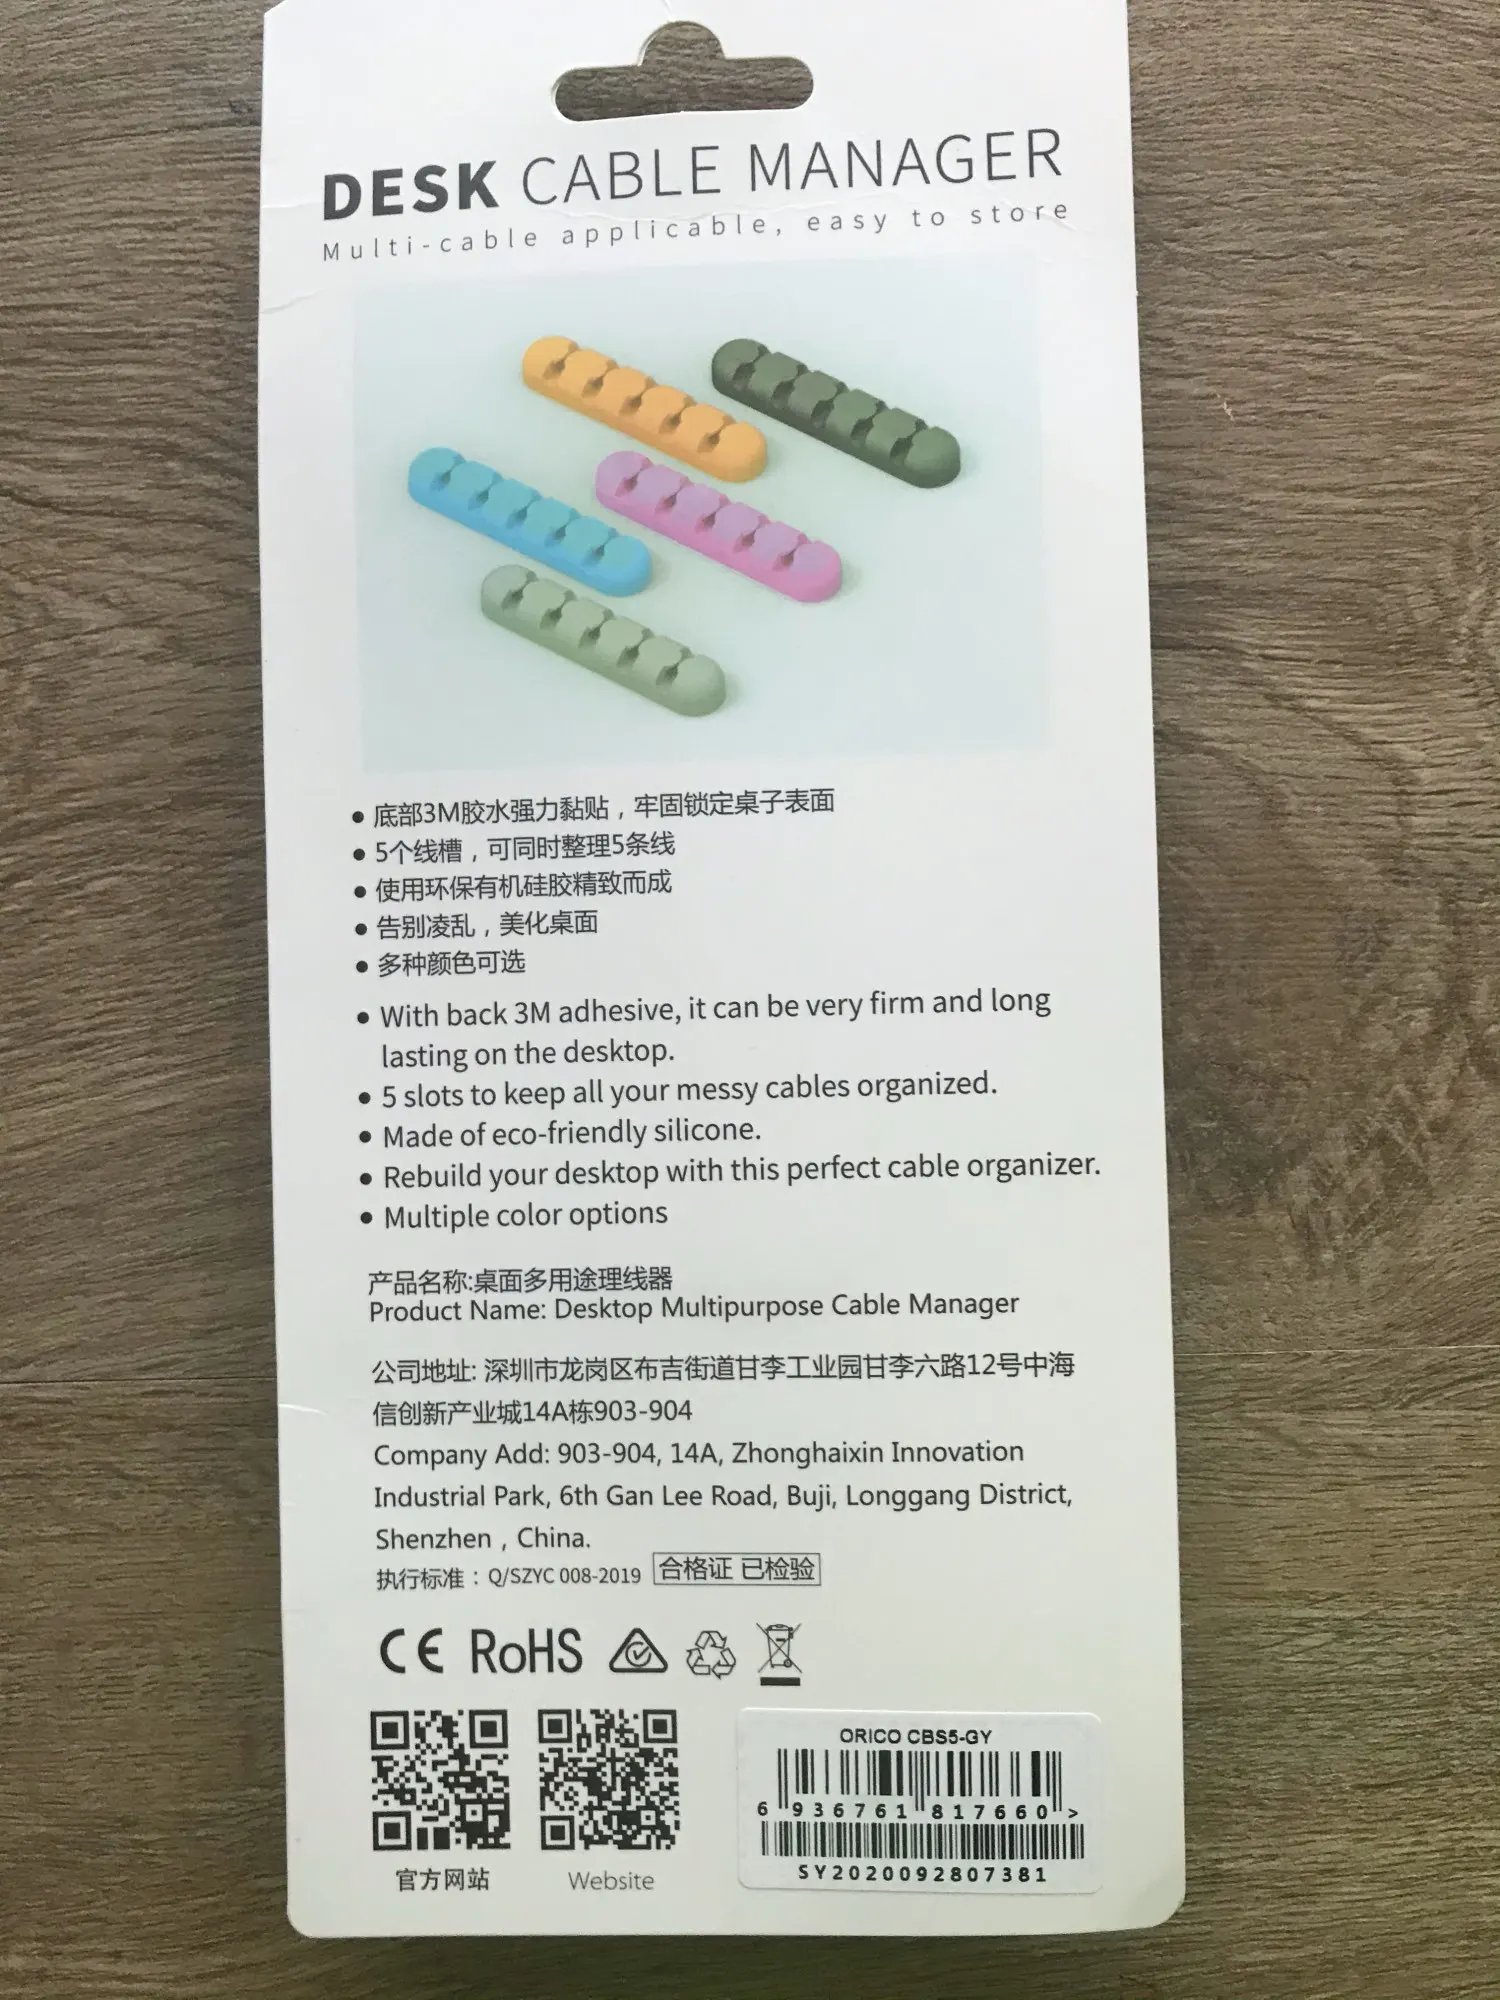 DESK CABLE MANAGER
Multi-cable applicable, easy to store
● 底部3M胶水强力黏贴，牢固锁定桌子表面
● 5个线槽，可同时整理5条线
● 使用环保有机硅胶精致而成
● 告别凌乱，美化桌面
● 多种颜色可选
● With back 3M adhesive, it can be very firm and long
lasting on the desktop.
● 5 slots to keep all your messy cables organized.
● Made of eco-friendly silicone.
● Rebuild your desktop with this perfect cable organizer.
● Multiple color options
产品名称:桌面多用途理线器
Product Name: Desktop Multipurpose Cable Manager
公司地址: 深圳市龙岗区布吉街道甘李工业园甘李六路12号中海
信创新产业城14A栋903-904
Company Add: 903-904, 14A, Zhonghaixin Innovation
Industrial Park, 6th Gan Lee Road, Buji, Longgang District,
Shenzhen , China.
执行标准：Q/SZYC 008-2019 合格证 已检验
CE RoHS
ORICO CBS5-GY
6 936761 817660 >
SY2020092807381
官方网站 Website